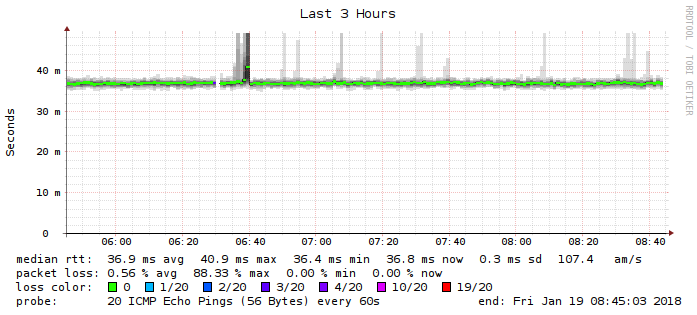 Last 3 Hours
RRDTOOL / TOBI OETIKER
Seconds
40 m
30 m
20 m
10 m
0
06:00 06:20 06:40 07:00 07:20 07:40 08:00 08:20 08:40
median rtt: 36.9 ms avg 40.9 ms max 36.4 ms min 36.8 ms now 0.3 ms sd 107.4 am/s
packet loss: 0.56 % avg 88.33 % max 0.00 % min 0.00 % now
loss color: 0 1/20 2/20 3/20 4/20 10/20 19/20
probe: 20 ICMP Echo Pings (56 Bytes) every 60s end: Fri Jan 19 08:45:03 2018